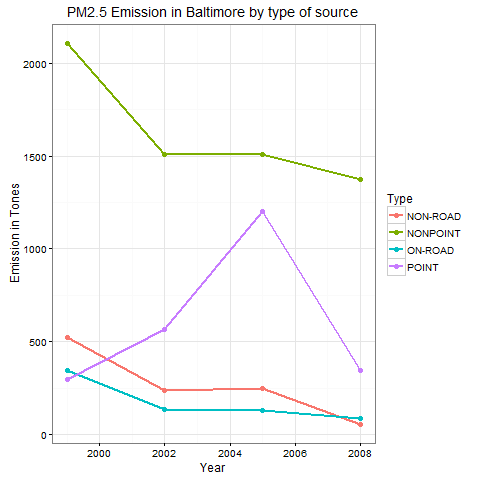 PM2.5 Emission in Baltimore by type of source
Emission in Tones
2000
1500
1000
500
0
2000 2002 2004 2006 2008
Year
Type
NON-ROAD
NONPOINT
ON-ROAD
POINT